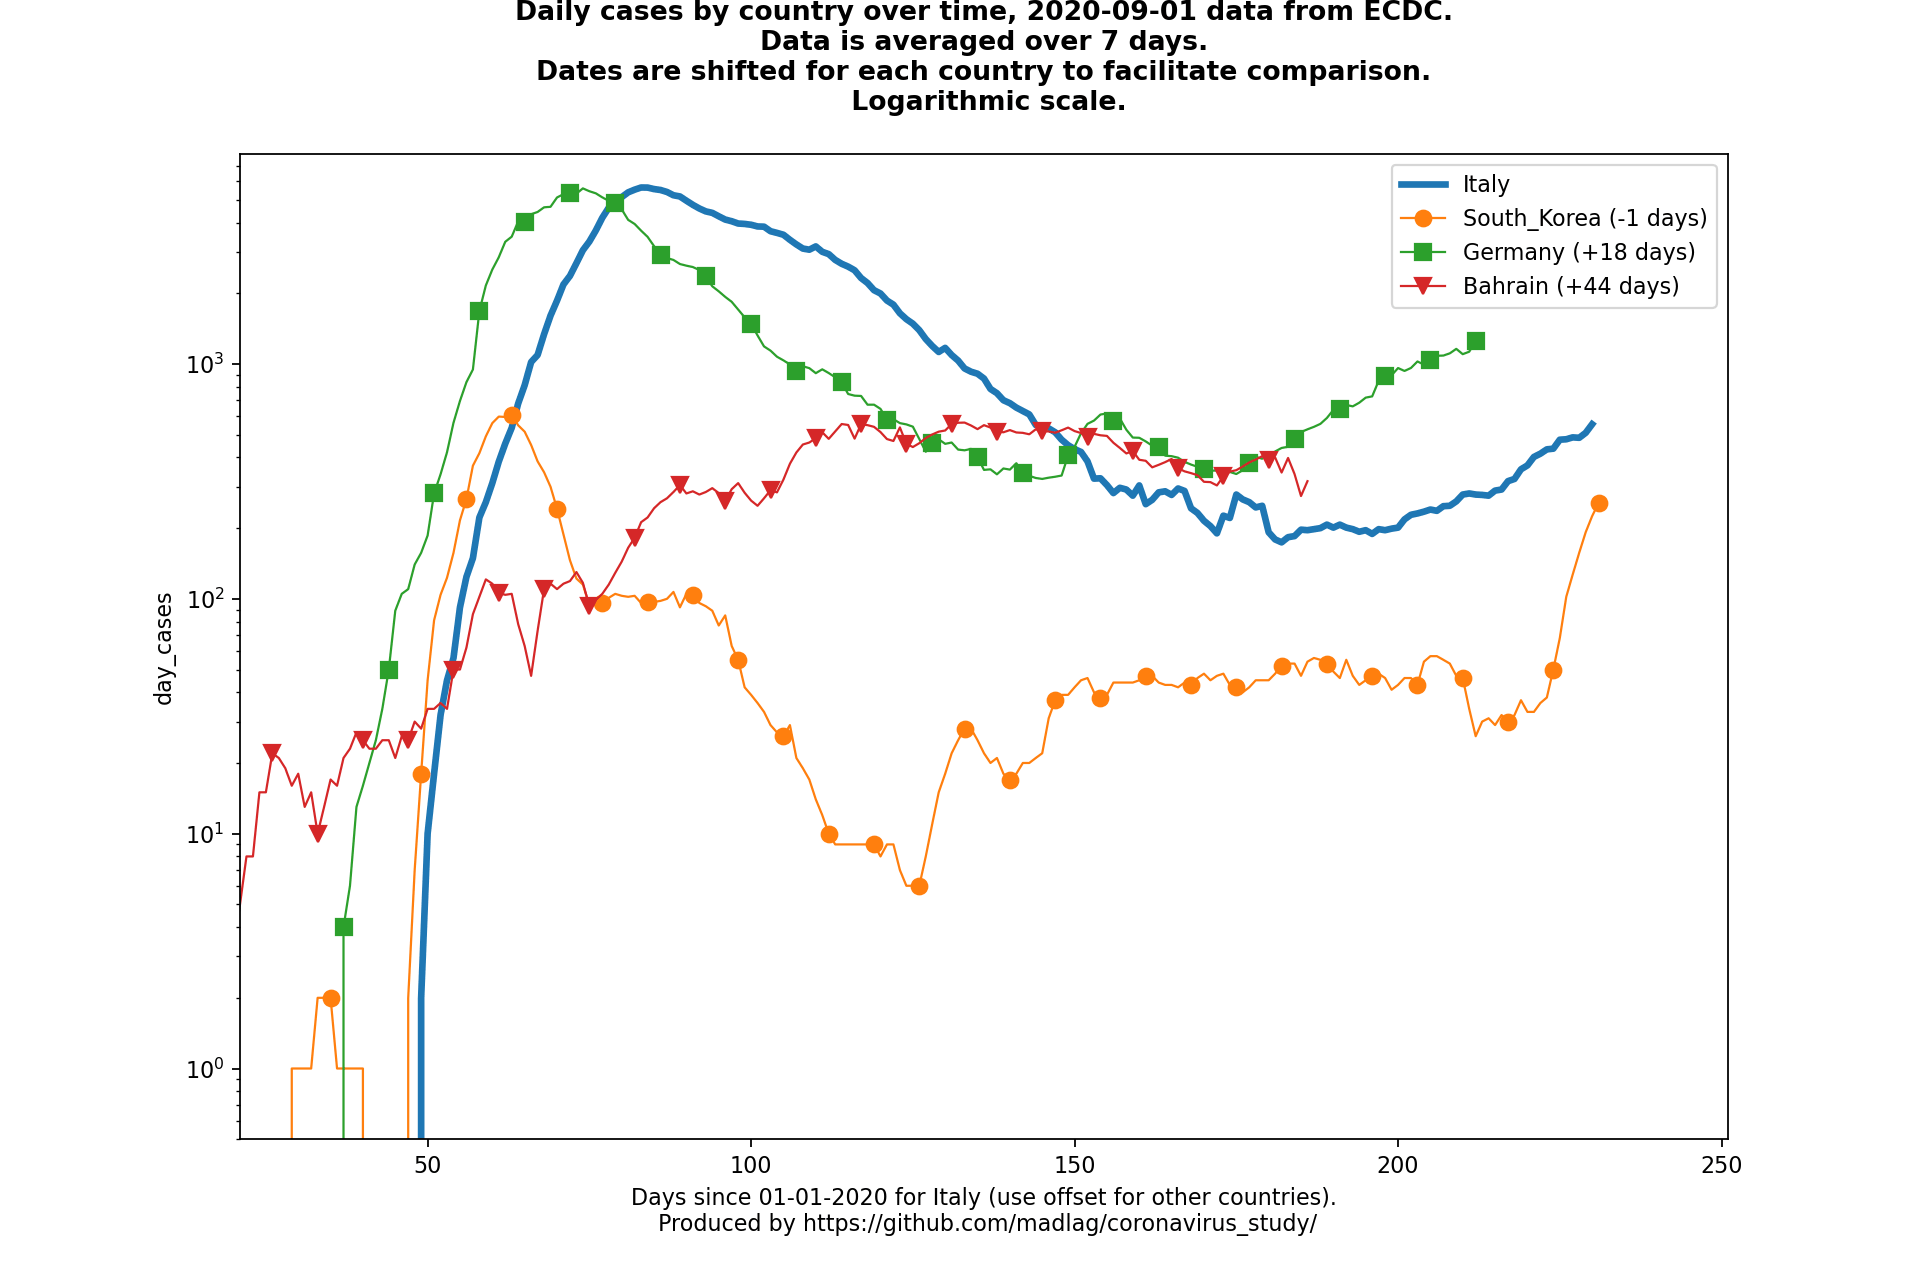 Daily cases by country over time, 2020-09-01 data from ECDC.
Data is averaged over 7 days.
Dates are shifted for each country to facilitate comparison.
Logarithmic scale.
Italy
South_Korea (-1 days)
Germany (+18 days)
Bahrain (+44 days)
10³
10²
10¹
10⁰
day_cases
50
100
150
200
250
Days since 01-01-2020 for Italy (use offset for other countries).
Produced by https://github.com/madlag/coronavirus_study/